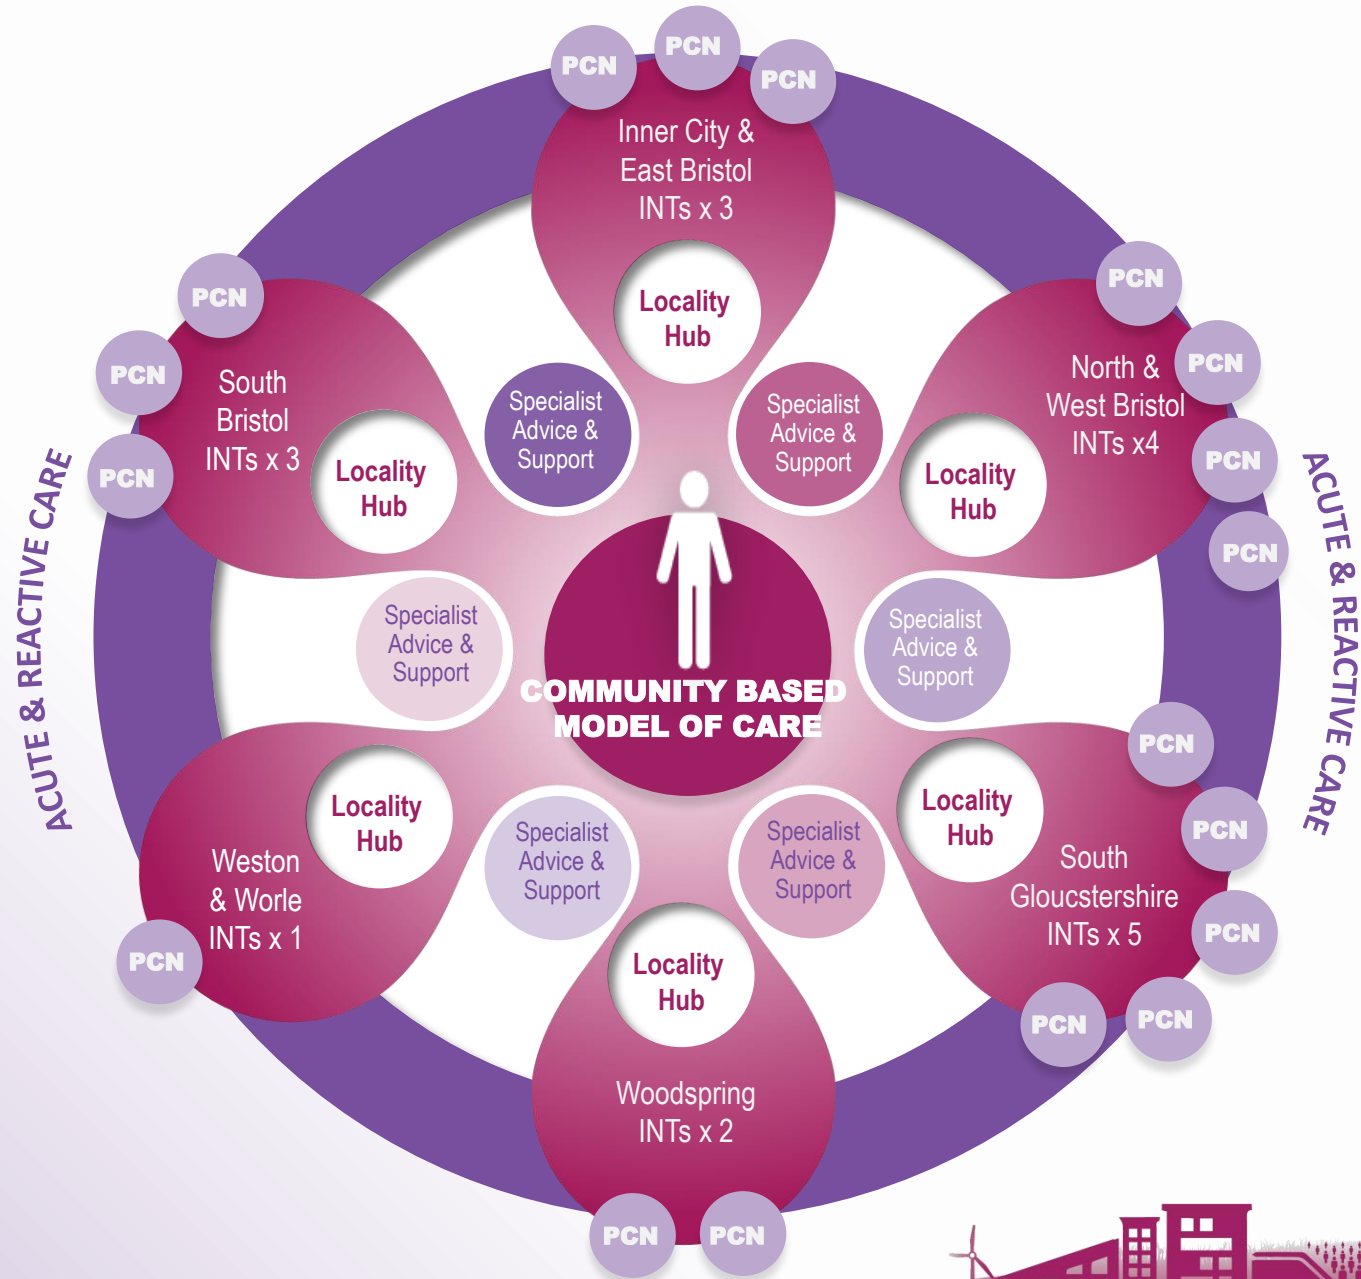 PCN
PCN
PCN
Inner City &
East Bristol
INTs x 3
Locality
Hub
PCN
PCN
PCN
South
Bristol
INTs x 3
Locality
Hub
Specialist
Advice &
Support
Specialist
Advice &
Support
PCN
PCN
PCN
PCN
North &
West Bristol
INTs x4
Locality
Hub
ACUTE & REACTIVE CARE
ACUTE & REACTIVE CARE
Specialist
Advice &
Support
Specialist
Advice &
Support
COMMUNITY BASED
MODEL OF CARE
Locality
Hub
Weston
& Worle
INTs x 1
PCN
Specialist
Advice &
Support
Specialist
Advice &
Support
Locality
Hub
South
Gloucstershire
INTs x 5
PCN
PCN
PCN
PCN
PCN
Locality
Hub
Woodspring
INTs x 2
PCN
PCN